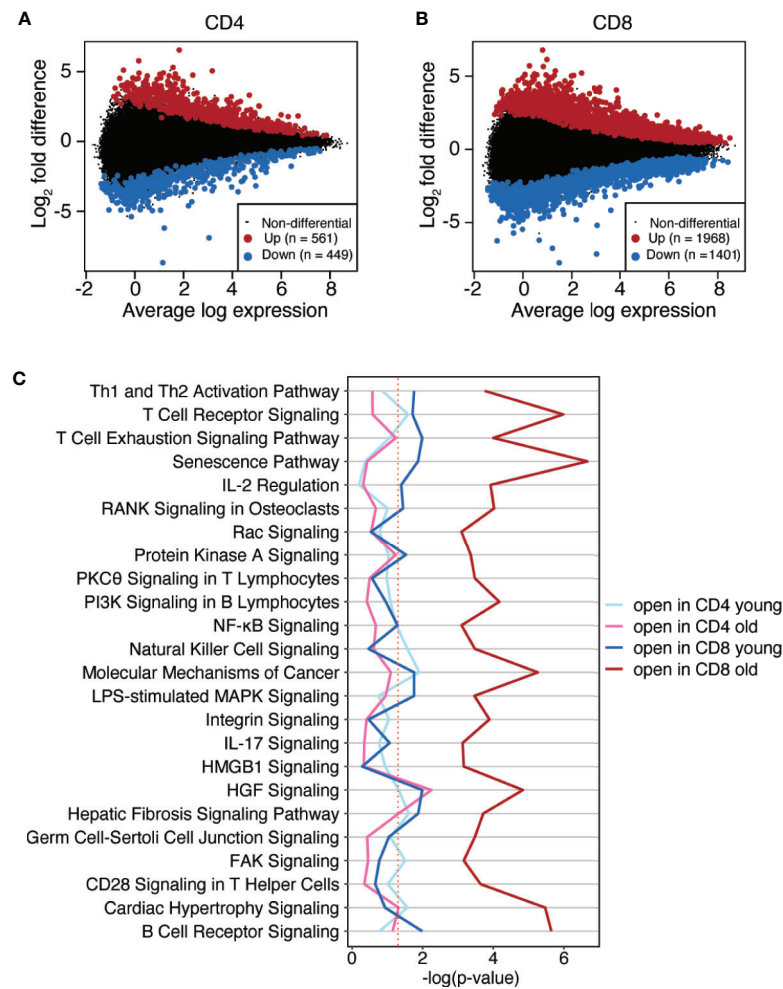 A
CD4
Log2 fold difference
5
0
-5
Non-differential
Up (n = 561)
Down (n = 449)
-2 0 2 4 6 8
Average log expression
B
CD8
Log2 fold difference
5
0
-5
Non-differential
Up (n = 1968)
Down (n =1401)
-2 0 2 4 6 8
Average log expression
C
Th1 and Th2 Activation Pathway
T Cell Receptor Signaling
T Cell Exhaustion Signaling Pathway
Senescence Pathway
IL-2 Regulation
RANK Signaling in Osteoclasts
Rac Signaling
Protein Kinase A Signaling
PKCθ Signaling in T Lymphocytes
PI3K Signaling in B Lymphocytes
NF-κB Signaling
Natural Killer Cell Signaling
Molecular Mechanisms of Cancer
LPS-stimulated MAPK Signaling
Integrin Signaling
IL-17 Signaling
HMGB1 Signaling
HGF Signaling
Hepatic Fibrosis Signaling Pathway
Germ Cell-Sertoli Cell Junction Signaling
FAK Signaling
CD28 Signaling in T Helper Cells
Cardiac Hypertrophy Signaling
B Cell Receptor Signaling
0 2 4 6
-log(p-value)
open in CD4 young
open in CD4 old
open in CD8 young
open in CD8 old